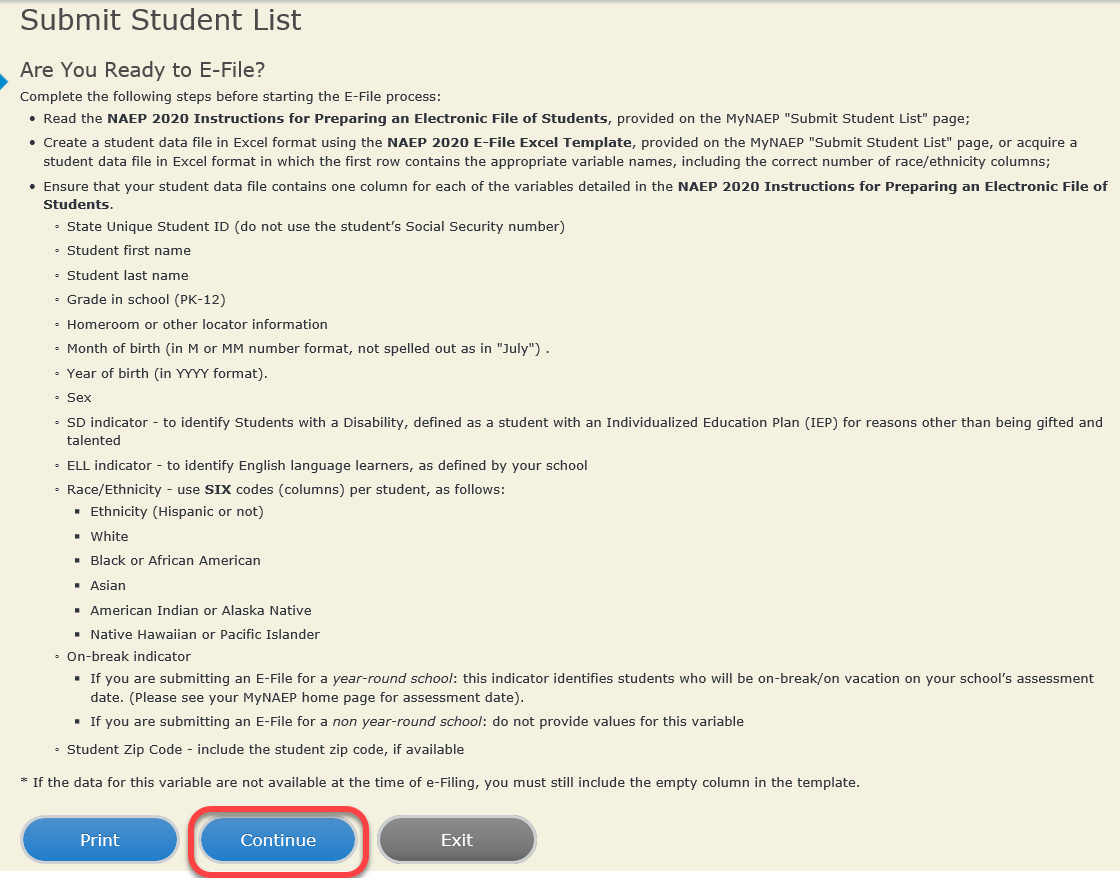 Submit Student List
Are You Ready to E-File?
Complete the following steps before starting the E-File process:
• Read the NAEP 2020 Instructions for Preparing an Electronic File of Students, provided on the MyNAEP "Submit Student List" page;
• Create a student data file in Excel format using the NAEP 2020 E-File Excel Template, provided on the MyNAEP "Submit Student List" page, or acquire a
student data file in Excel format in which the first row contains the appropriate variable names, including the correct number of race/ethnicity columns;
• Ensure that your student data file contains one column for each of the variables detailed in the NAEP 2020 Instructions for Preparing an Electronic File of
Students.
◦ State Unique Student ID (do not use the student’s Social Security number)
◦ Student first name
◦ Student last name
◦ Grade in school (PK-12)
◦ Homeroom or other locator information
◦ Month of birth (in M or MM number format, not spelled out as in "July") .
◦ Year of birth (in YYYY format).
◦ Sex
◦ SD indicator - to identify Students with a Disability, defined as a student with an Individualized Education Plan (IEP) for reasons other than being gifted and
talented
◦ ELL indicator - to identify English language learners, as defined by your school
◦ Race/Ethnicity - use SIX codes (columns) per student, as follows:
▪ Ethnicity (Hispanic or not)
▪ White
▪ Black or African American
▪ Asian
▪ American Indian or Alaska Native
▪ Native Hawaiian or Pacific Islander
◦ On-break indicator
▪ If you are submitting an E-File for a year-round school: this indicator identifies students who will be on-break/on vacation on your school’s assessment
date. (Please see your MyNAEP home page for assessment date).
▪ If you are submitting an E-File for a non year-round school: do not provide values for this variable
◦ Student Zip Code - include the student zip code, if available
* If the data for this variable are not available at the time of e-Filing, you must still include the empty column in the template.
Print Continue Exit